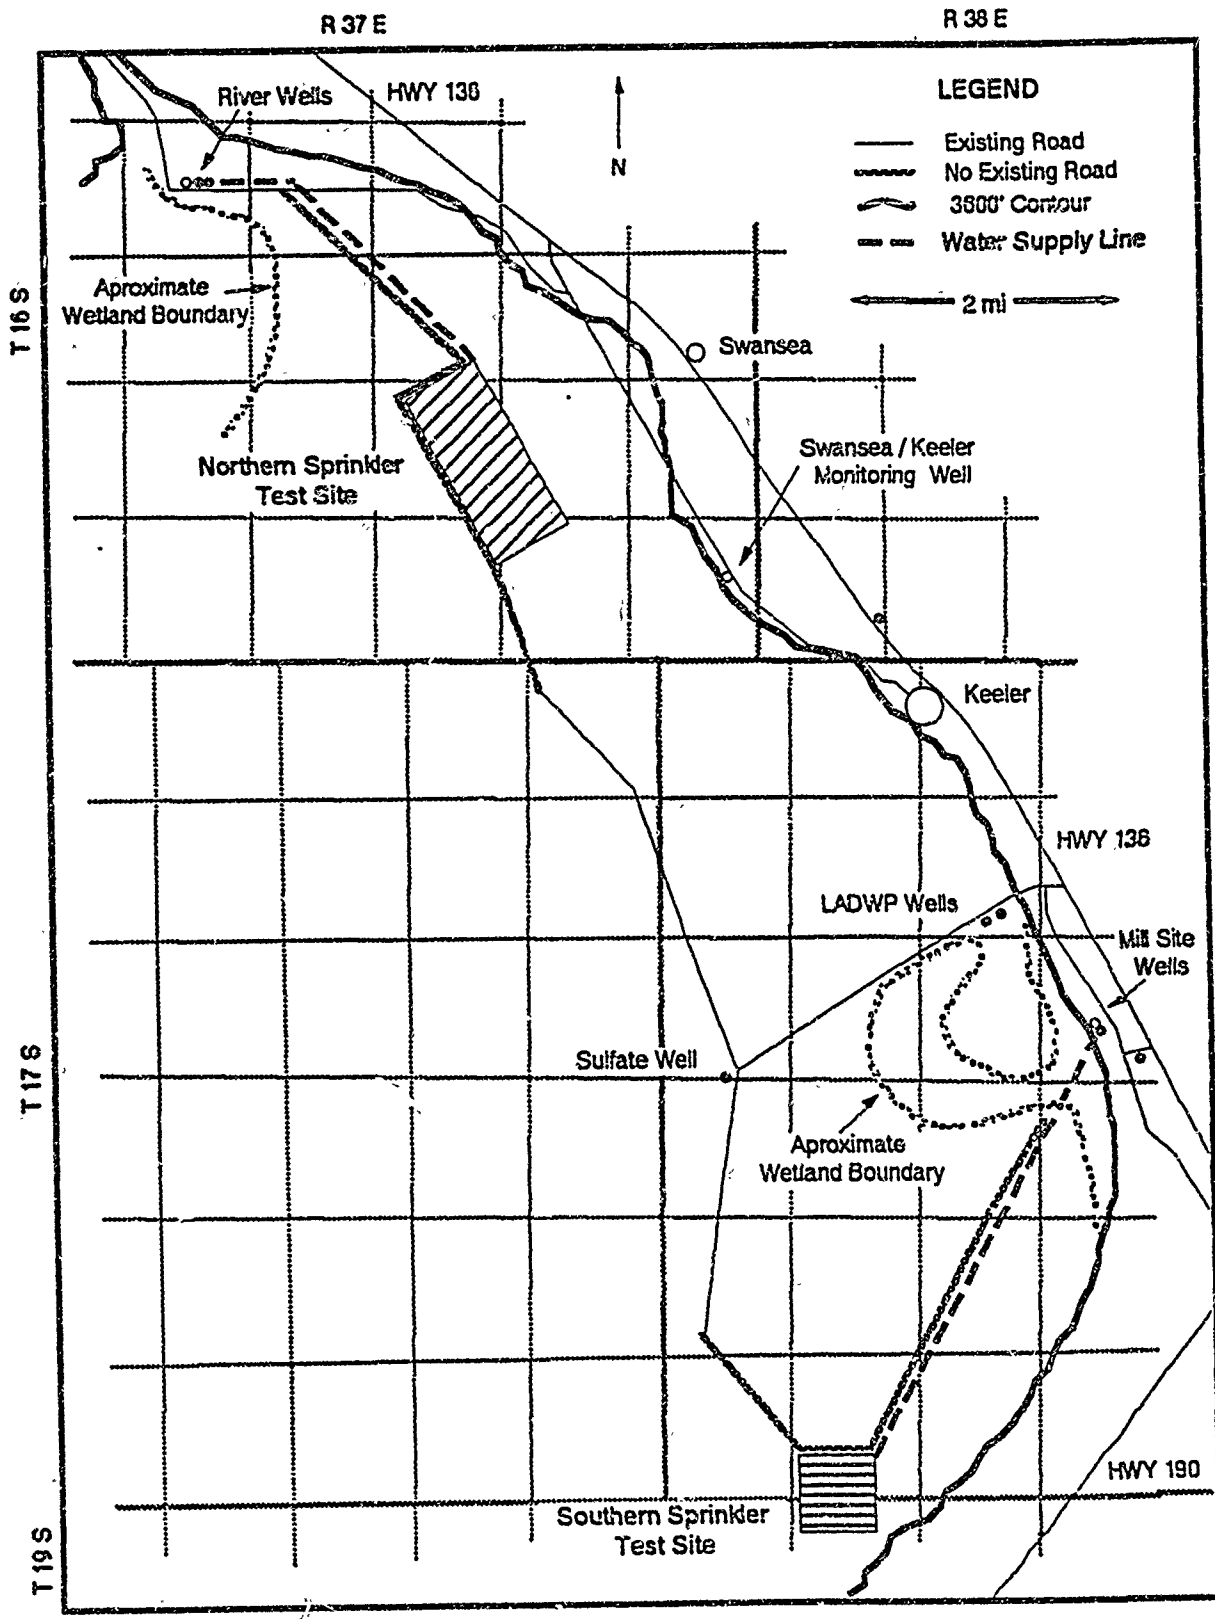 R 37 E
R 38 E
River Wells
HWY 136
LEGEND
Existing Road
No Existing Road
3600' Contour
Water Supply Line
2 mi
N
T 16 S
Aproximate
Wetland Boundary
Swansea
Northern Sprinkler
Test Site
Swansea / Keeler
Monitoring Well
Keeler
HWY 136
LADWP Wells
Mill Site
Wells
T 17 S
Sulfate Well
Aproximate
Wetland Boundary
HWY 190
Southern Sprinkler
Test Site
T 19 S